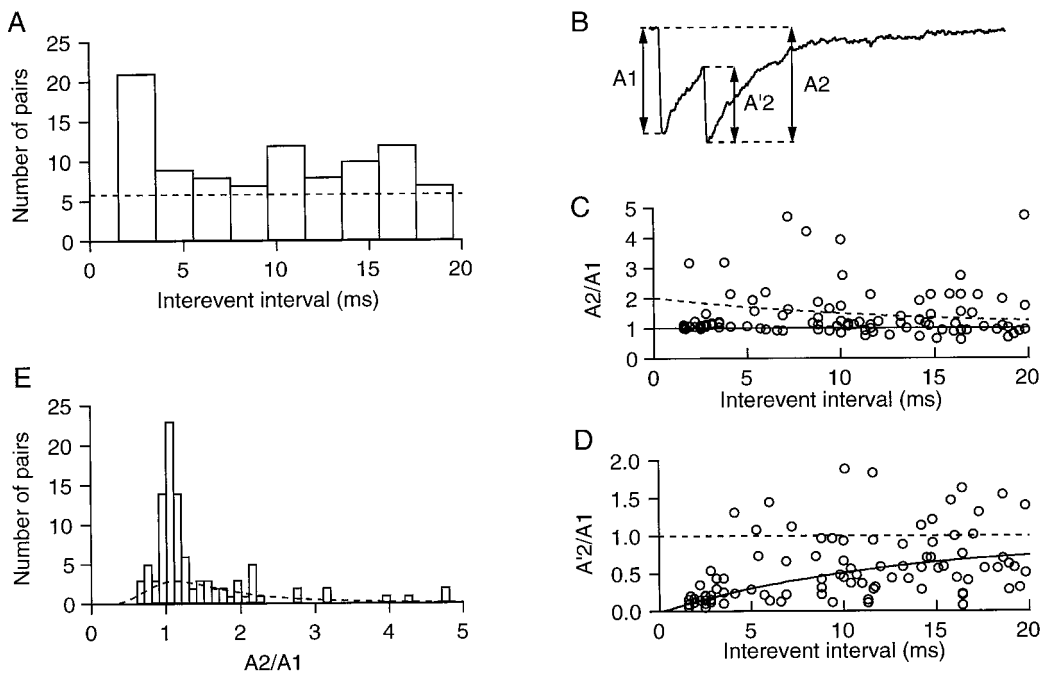 A
Number of pairs
25
20
15
10
5
0
0 5 10 15 20
Interevent interval (ms)
B
A1
A'2
A2
C
A2/A1
5
4
3
2
1
0
0 5 10 15 20
Interevent interval (ms)
E
Number of pairs
25
20
15
10
5
0
0 1 2 3 4 5
A2/A1
D
A'2/A1
2.0
1.5
1.0
0.5
0.0
0 5 10 15 20
Interevent interval (ms)